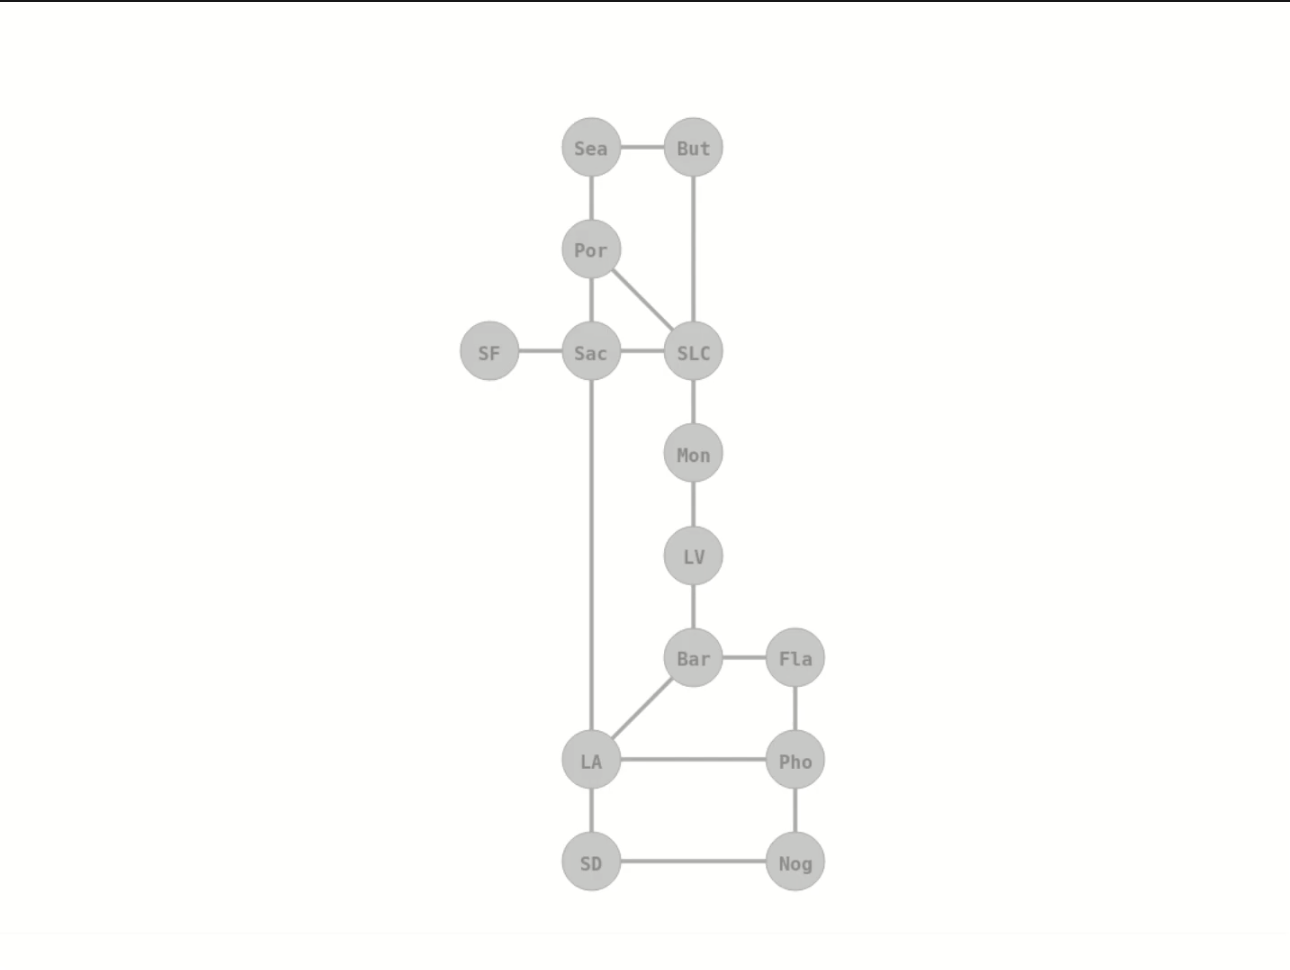 Sea But
Por
SF Sac SLC
Mon
LV
Bar Fla
LA Pho
SD Nog